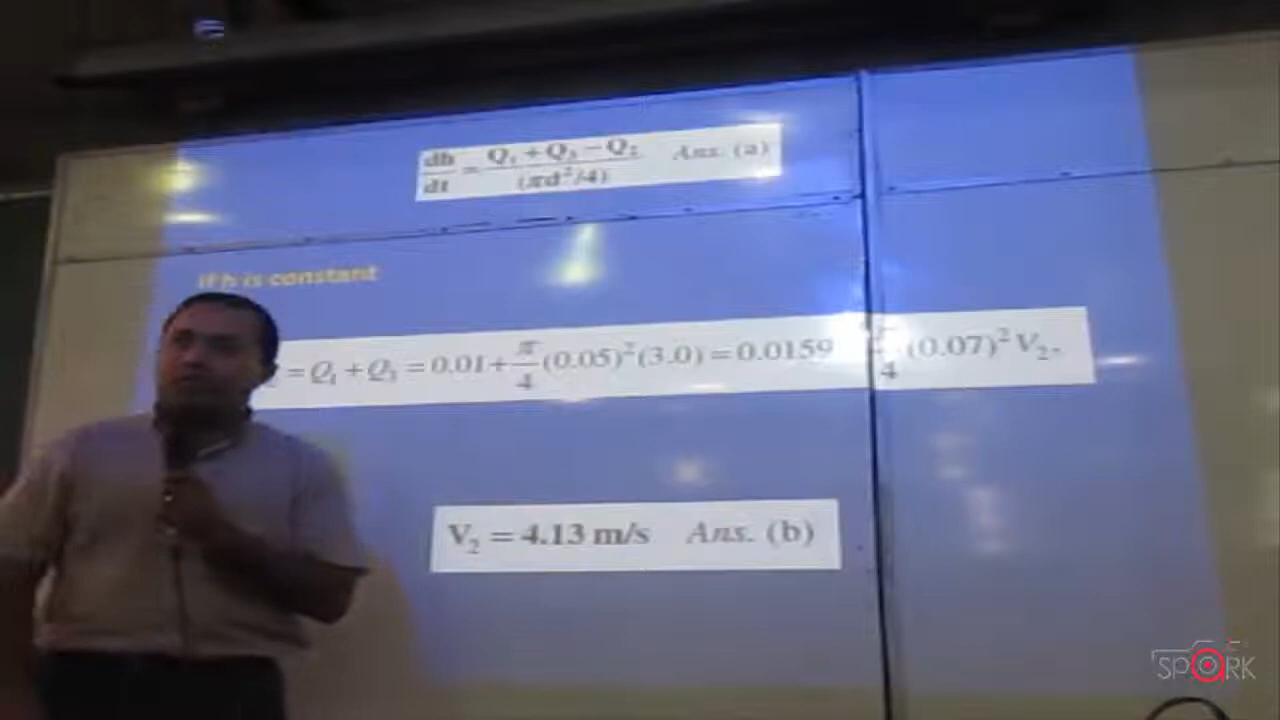 dh/dt = Q₁ + Q₃ − Q₂ / (πd²/4) Ans. (a)
If h is constant
= Q₁ + Q₃ = 0.01 + π/4 (0.05)² (3.0) = 0.0159 π/4 (0.07)² V₂.
V₂ = 4.13 m/s Ans. (b)
SPARK